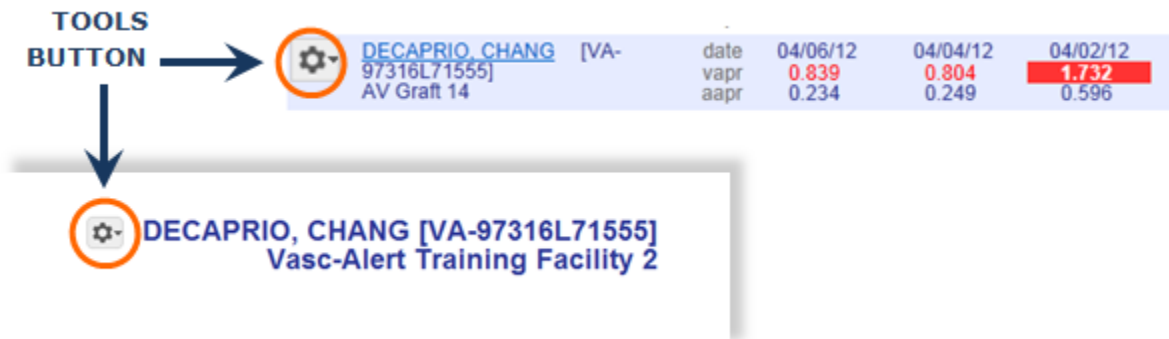 TOOLS
BUTTON
DECAPRIO, CHANG [VA- date 04/06/12 04/04/12 04/02/12
97316L71555] vapr 0.839 0.804 1.732
AV Graft 14 aapr 0.234 0.249 0.596
DECAPRIO, CHANG [VA-97316L71555]
Vasc-Alert Training Facility 2